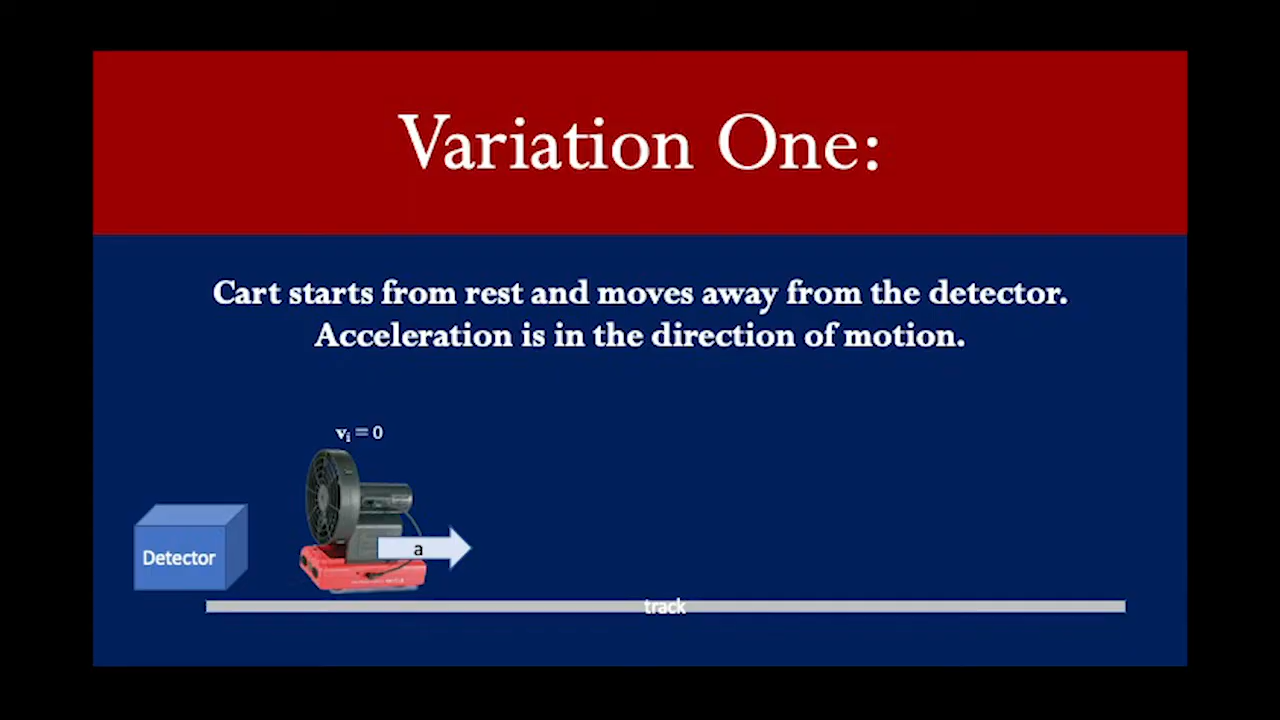 Variation One:
Cart starts from rest and moves away from the detector.
Acceleration is in the direction of motion.
vᵢ = 0
Detector
a
track